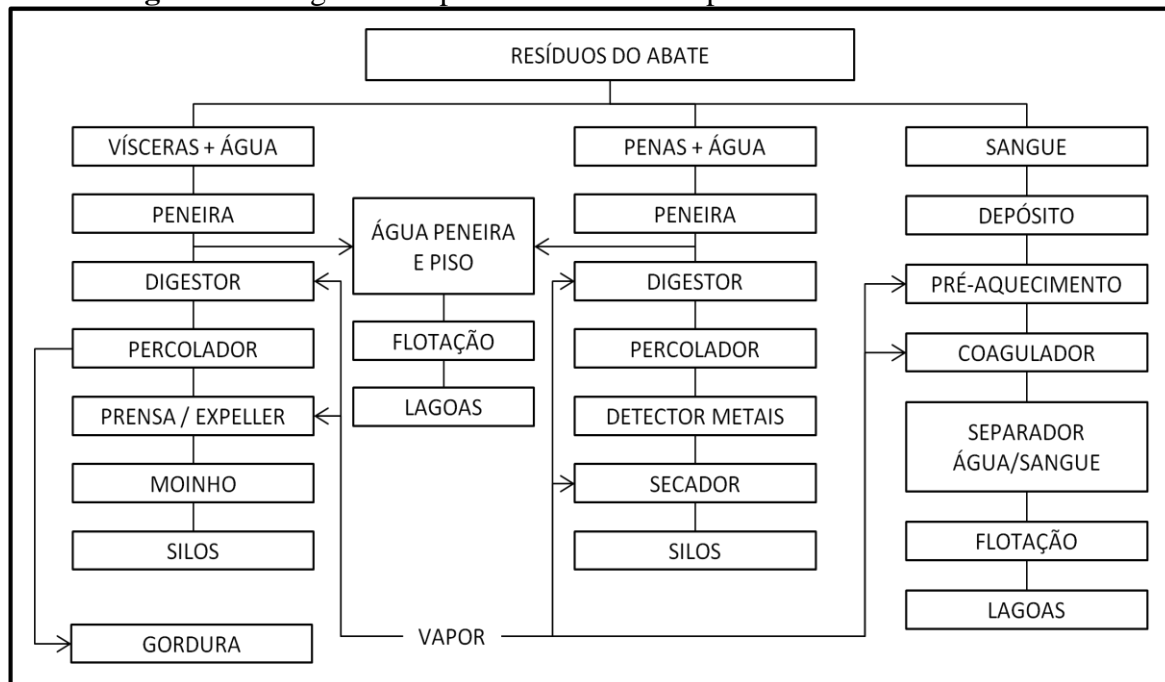 RESÍDUOS DO ABATE
VÍSCERAS + ÁGUA
PENEIRA
DIGESTOR
PERCOLADOR
PRENSA / EXPELLER
MOINHO
SILOS
GORDURA
ÁGUA PENEIRA
E PISO
FLOTAÇÃO
LAGOAS
PENAS + ÁGUA
PENEIRA
DIGESTOR
PERCOLADOR
DETECTOR METAIS
SECADOR
SILOS
SANGUE
DEPÓSITO
PRÉ-AQUECIMENTO
COAGULADOR
SEPARADOR
ÁGUA/SANGUE
FLOTAÇÃO
LAGOAS
VAPOR